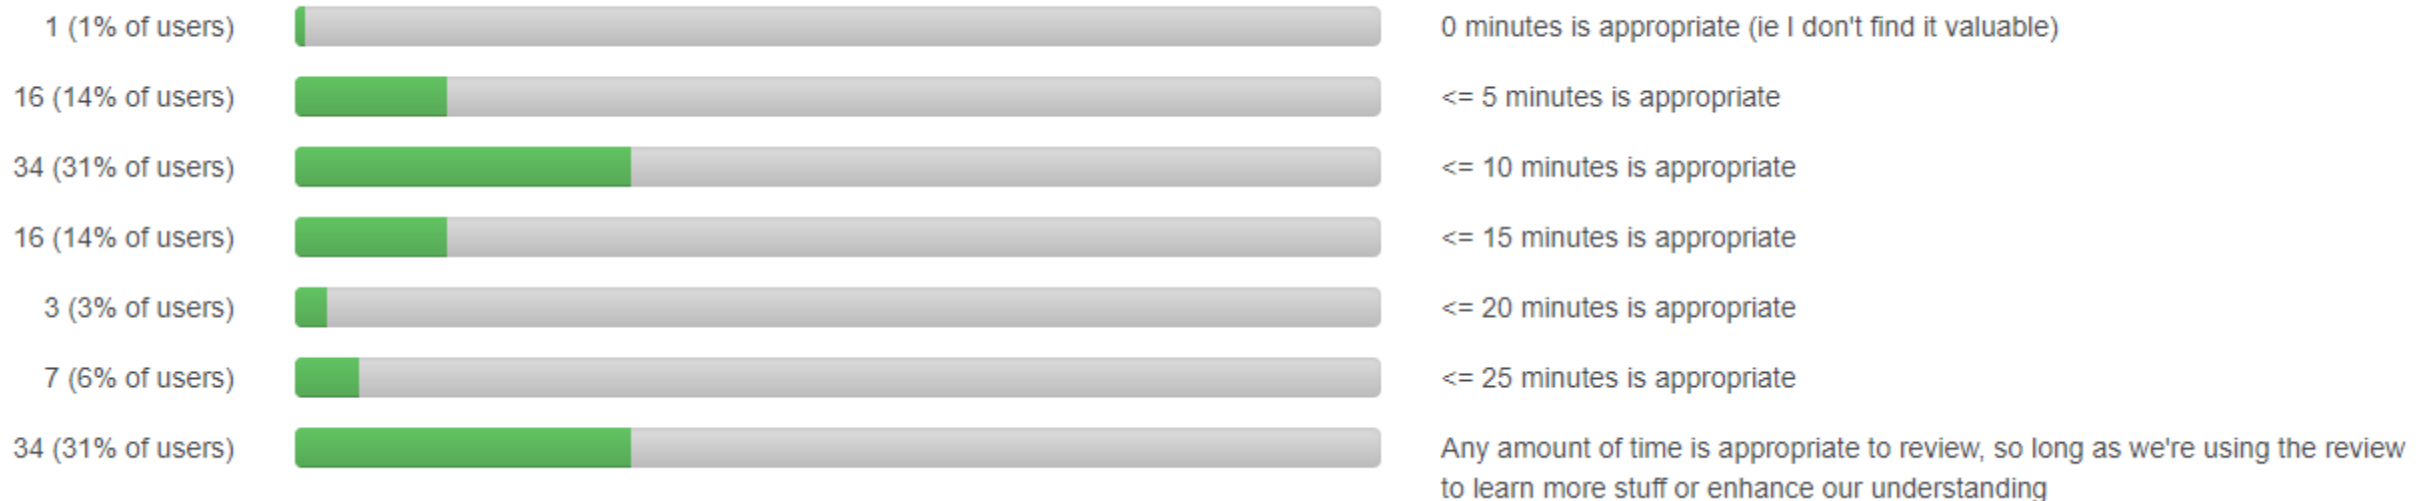 1 (1% of users) 0 minutes is appropriate (ie I don't find it valuable)
16 (14% of users) <= 5 minutes is appropriate
34 (31% of users) <= 10 minutes is appropriate
16 (14% of users) <= 15 minutes is appropriate
3 (3% of users) <= 20 minutes is appropriate
7 (6% of users) <= 25 minutes is appropriate
34 (31% of users) Any amount of time is appropriate to review, so long as we're using the review
to learn more stuff or enhance our understanding